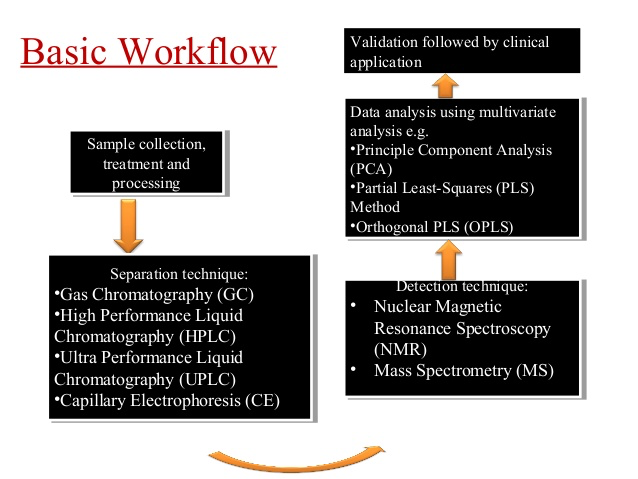 Basic Workflow
Sample collection,
treatment and
processing
Separation technique:
•Gas Chromatography (GC)
•High Performance Liquid
Chromatography (HPLC)
•Ultra Performance Liquid
Chromatography (UPLC)
•Capillary Electrophoresis (CE)
Detection technique:
• Nuclear Magnetic
Resonance Spectroscopy
(NMR)
• Mass Spectrometry (MS)
Data analysis using multivariate
analysis e.g.
•Principle Component Analysis
(PCA)
•Partial Least-Squares (PLS)
Method
•Orthogonal PLS (OPLS)
Validation followed by clinical
application